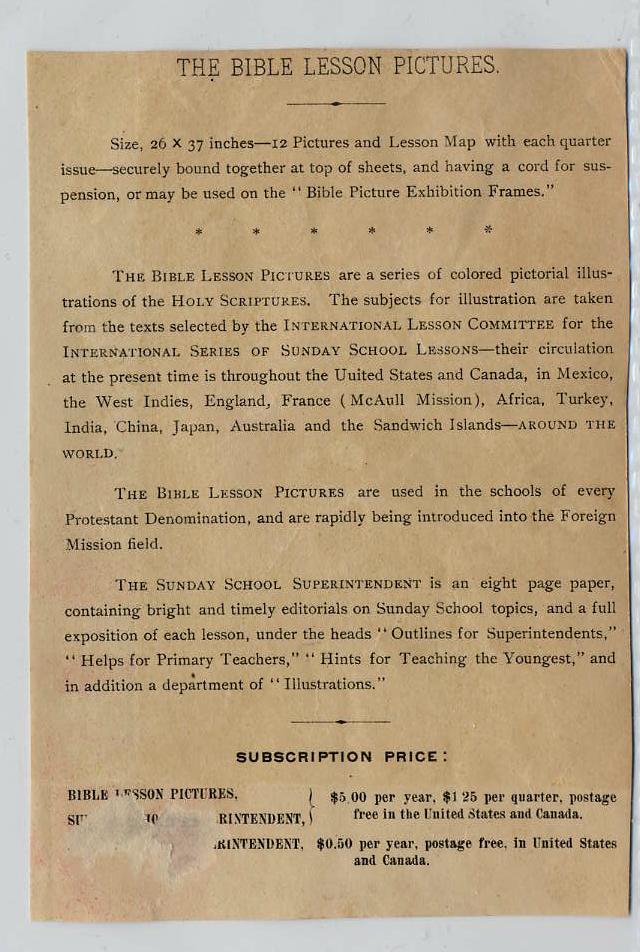 THE BIBLE LESSON PICTURES.
Size, 26 X 37 inches—12 Pictures and Lesson Map with each quarter
issue—securely bound together at top of sheets, and having a cord for sus-
pension, or may be used on the “ Bible Picture Exhibition Frames.”
* * * * * *
THE BIBLE LESSON PICTURES are a series of colored pictorial illus-
trations of the HOLY SCRIPTURES. The subjects for illustration are taken
from the texts selected by the INTERNATIONAL LESSON COMMITTEE for the
INTERNATIONAL SERIES OF SUNDAY SCHOOL LESSONS—their circulation
at the present time is throughout the Uuited States and Canada, in Mexico,
the West Indies, England, France ( McAull Mission), Africa, Turkey,
India, China, Japan, Australia and the Sandwich Islands—AROUND THE
WORLD.
THE BIBLE LESSON PICTURES are used in the schools of every
Protestant Denomination, and are rapidly being introduced into the Foreign
Mission field.
THE SUNDAY SCHOOL SUPERINTENDENT is an eight page paper,
containing bright and timely editorials on Sunday School topics, and a full
exposition of each lesson, under the heads “ Outlines for Superintendents,”
“ Helps for Primary Teachers,” “ Hints for Teaching the Youngest,” and
in addition a department of “ Illustrations.”
SUBSCRIPTION PRICE:
BIBLE LESSON PICTURES, $5.00 per year, $1 25 per quarter, postage
RINTENDENT, free in the United States and Canada.
RINTENDENT, $0.50 per year, postage free, in United States
and Canada.